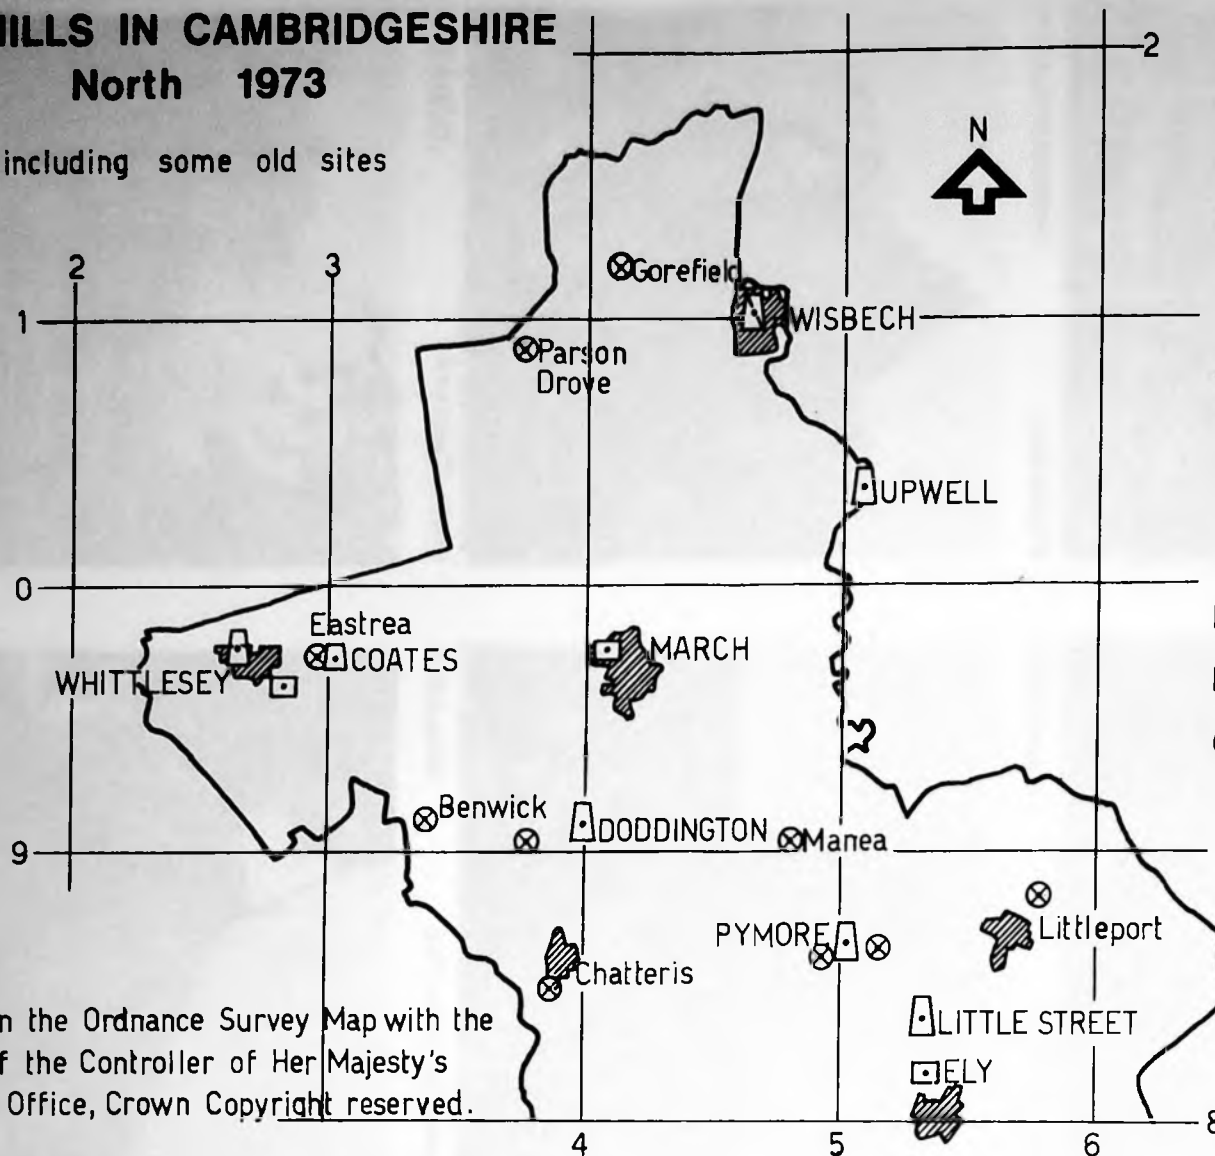 IN CAMBRIDGESHIRE
North 1973
including some old sites
2
N
2
3
Gorefield
1
WISBECH
Parson
Drove
UPWELL
0
Eastrea
COATES
MARCH
WHITTLESEY
Benwick
DODDINGTON
Manea
9
PYMORE
Littleport
Chatteris
the Ordnance Survey Map with the
the Controller of Her Majesty's
LITTLE STREET
ELY
Office, Crown Copyright reserved.
4
5
6
8